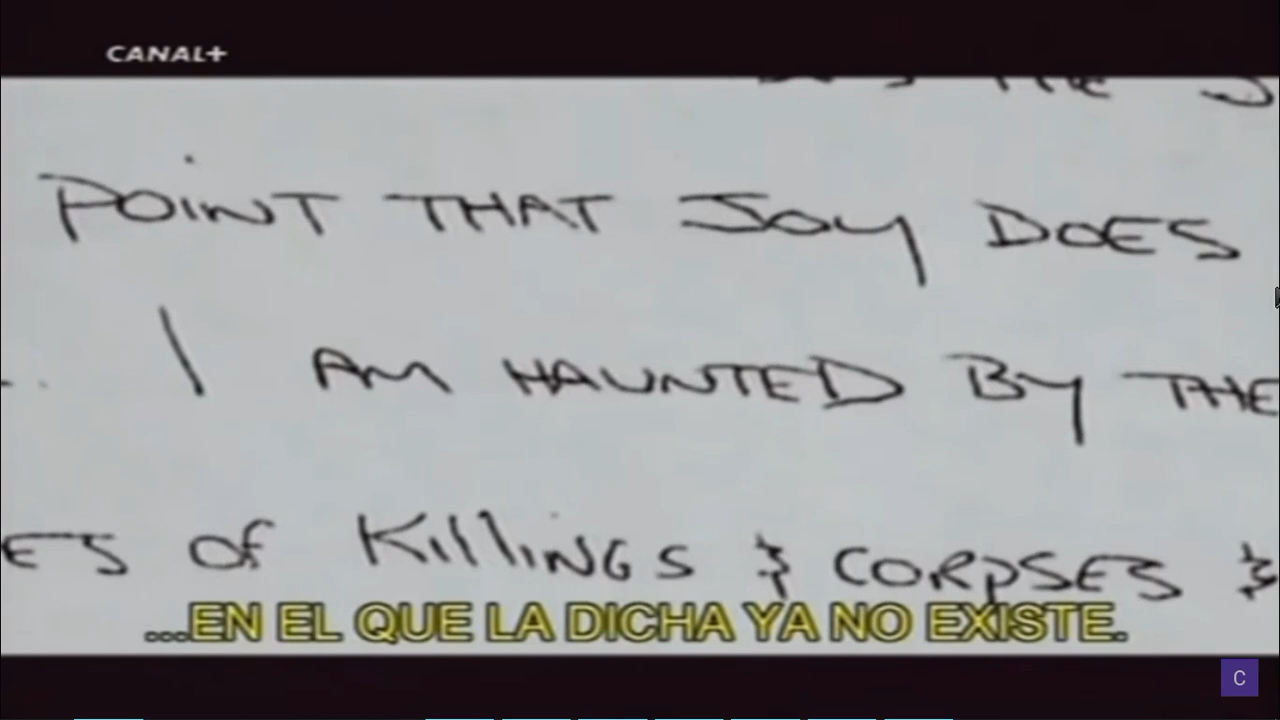 CANAL+
POINT THAT JOY DOES
I AM HAUNTED BY THE
ES OF KillINGS & CORPSES &
...EN EL QUE LA DICHA YA NO EXISTE.
C